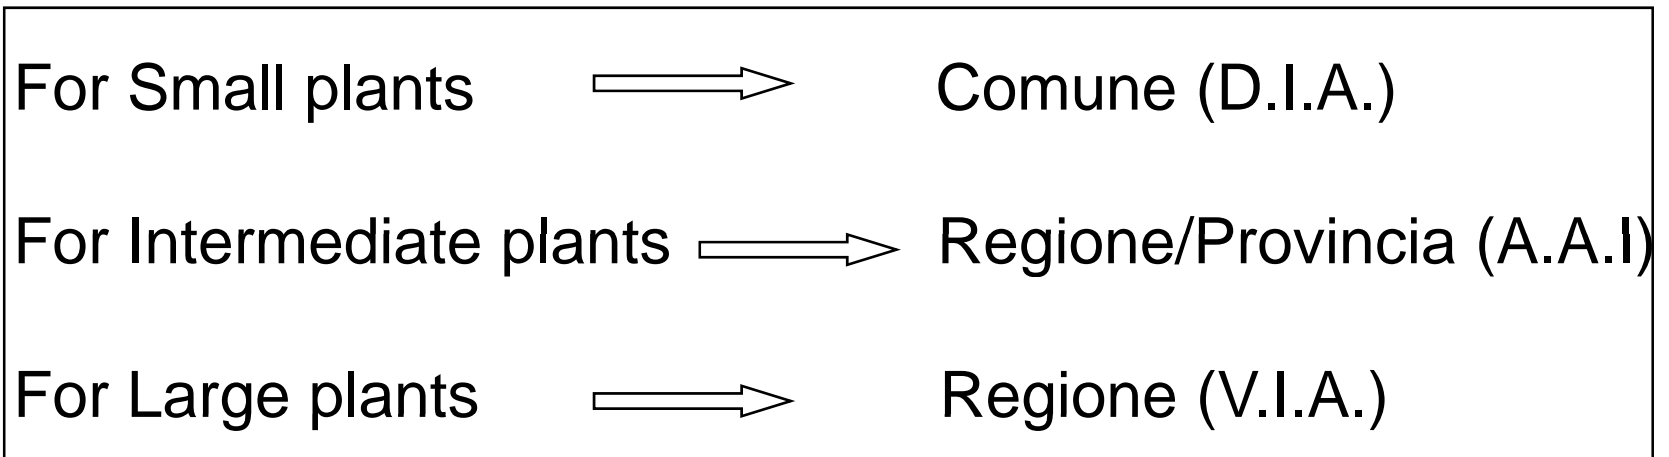 For Small plants Comune (D.I.A.)
For Intermediate plants Regione/Provincia (A.A.I)
For Large plants Regione (V.I.A.)